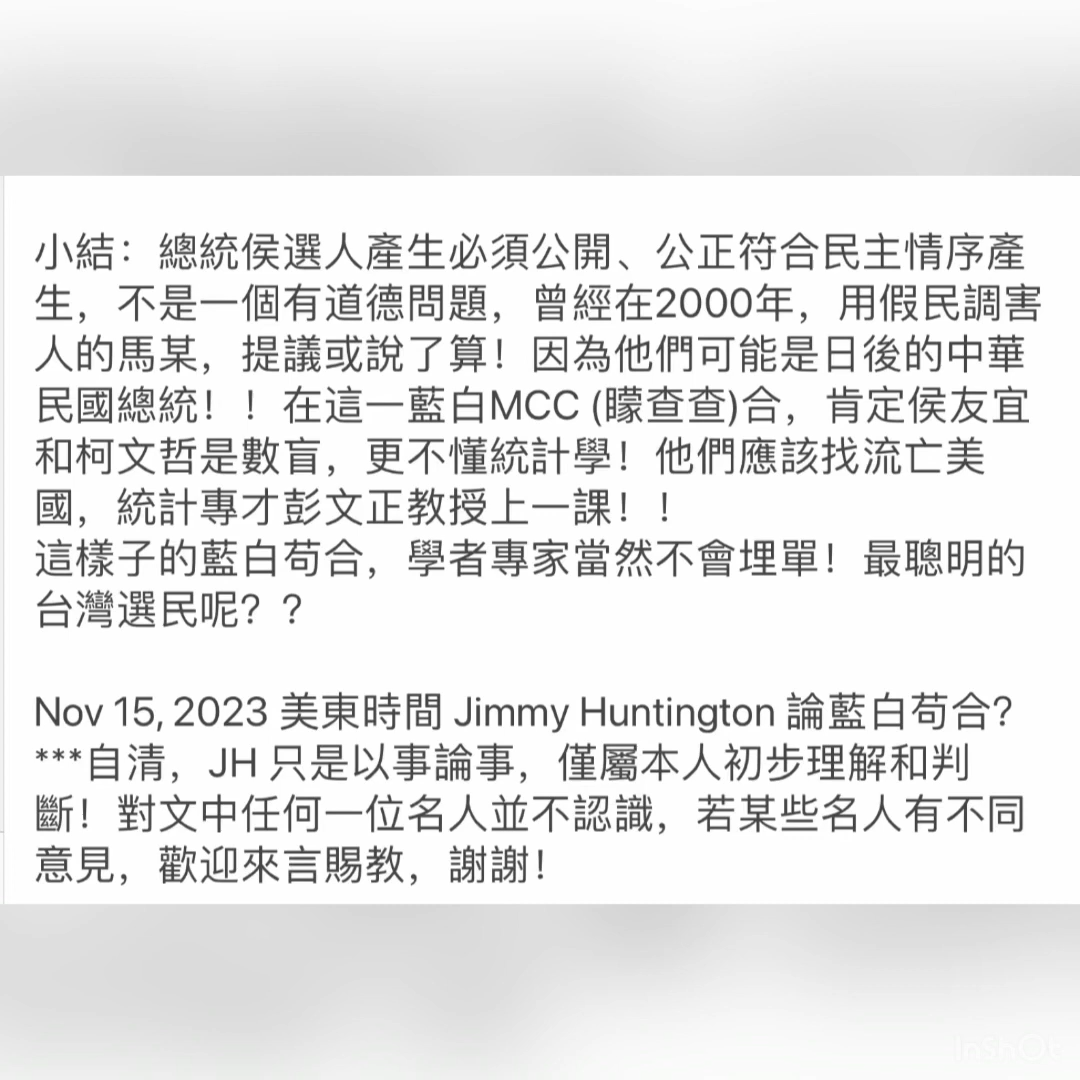 小結：總統侯選人產生必須公開、公正符合民主情序產
生，不是一個有道德問題，曾經在2000年，用假民調害
人的馬某，提議或說了算！因為他們可能是日後的中華
民國總統！！在這一藍白MCC (矇查查)合，肯定侯友宜
和柯文哲是數盲，更不懂統計學！他們應該找流亡美
國，統計專才彭文正教授上一課！！
這樣子的藍白苟合，學者專家當然不會埋單！最聰明的
台灣選民呢？？
Nov 15, 2023 美東時間 Jimmy Huntington 論藍白苟合？
***自清，JH 只是以事論事，僅屬本人初步理解和判
斷！對文中任何一位名人並不認識，若某些名人有不同
意見，歡迎來言賜教，謝謝！
InShOt